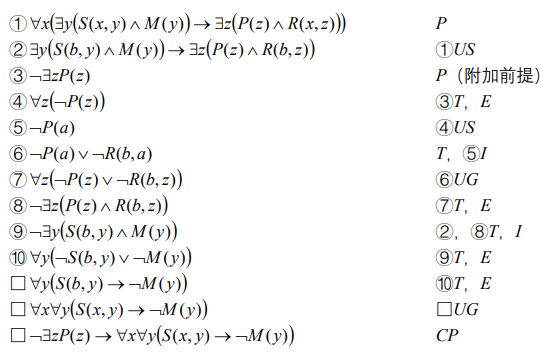 ①∀x(∃y(S(x,y)∧M(y))→∃z(P(z)∧R(x,z))) P
②∃y(S(b,y)∧M(y))→∃z(P(z)∧R(b,z)) ①US
③¬∃zP(z) P（附加前提）
④∀z(¬P(z)) ③T，E
⑤¬P(a) ④US
⑥¬P(a)∨¬R(b,a) T，⑤I
⑦∀z(¬P(z)∨¬R(b,z)) ⑥UG
⑧¬∃z(P(z)∧R(b,z)) ⑦T，E
⑨¬∃y(S(b,y)∧M(y)) ②，⑧T，I
⑩∀y(¬S(b,y)∨¬M(y)) ⑨T，E
□∀y(S(b,y)→¬M(y)) ⑩T，E
□∀x∀y(S(x,y)→¬M(y)) □UG
□¬∃zP(z)→∀x∀y(S(x,y)→¬M(y)) CP